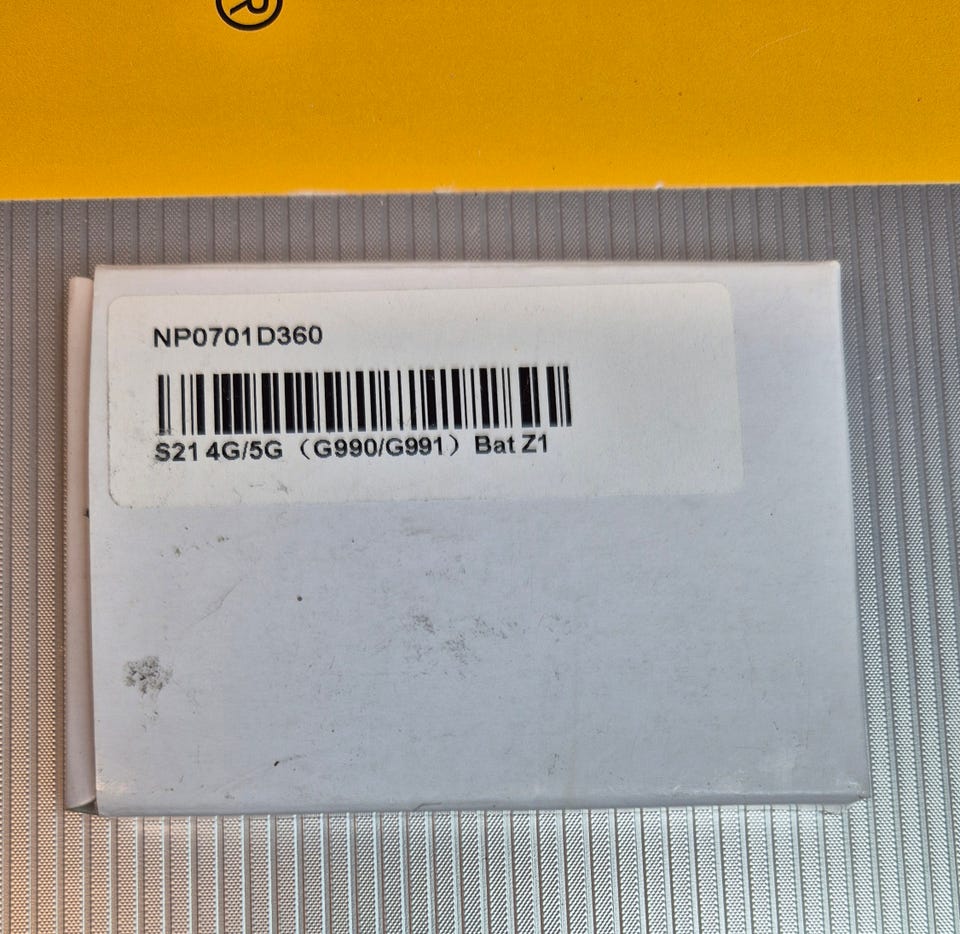 ®
NP0701D360
S21 4G/5G （G990/G991） Bat Z1